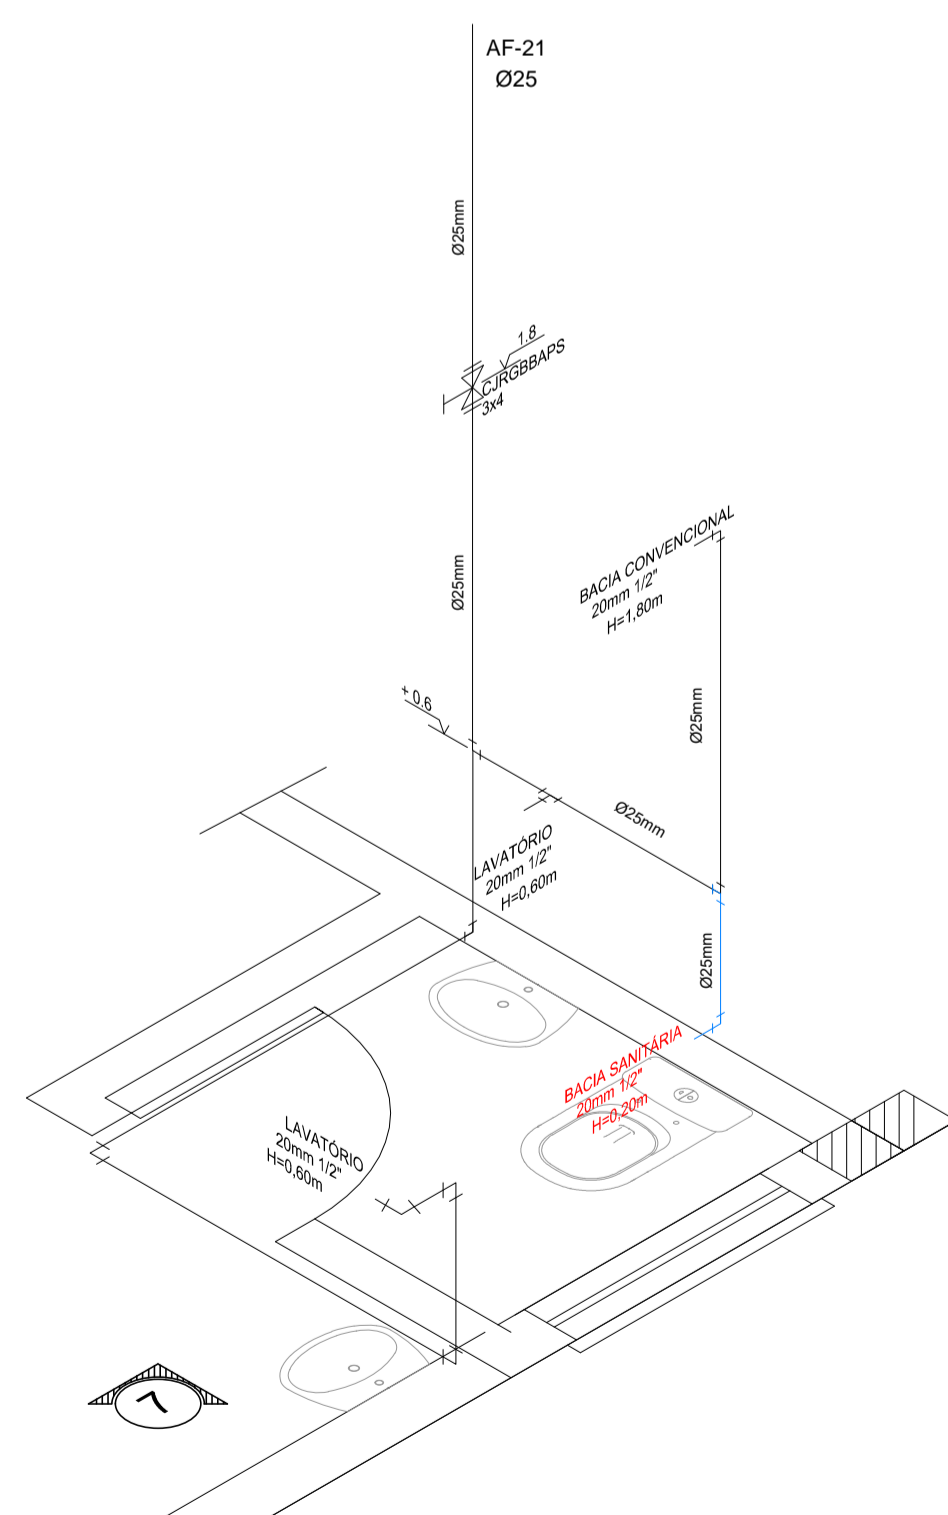 AF-21
Ø25
Ø25mm
1.8
CJRGBBAPS
3x4
BACIA CONVENCIONAL
20mm 1/2"
H=1,80m
Ø25mm
+ 0.6
Ø25mm
Ø25mm
LAVATÓRIO
20mm 1/2"
H=0,60m
Ø25mm
BACIA SANITÁRIA
20mm 1/2"
H=0,20m
LAVATÓRIO
20mm 1/2"
H=0,60m
7